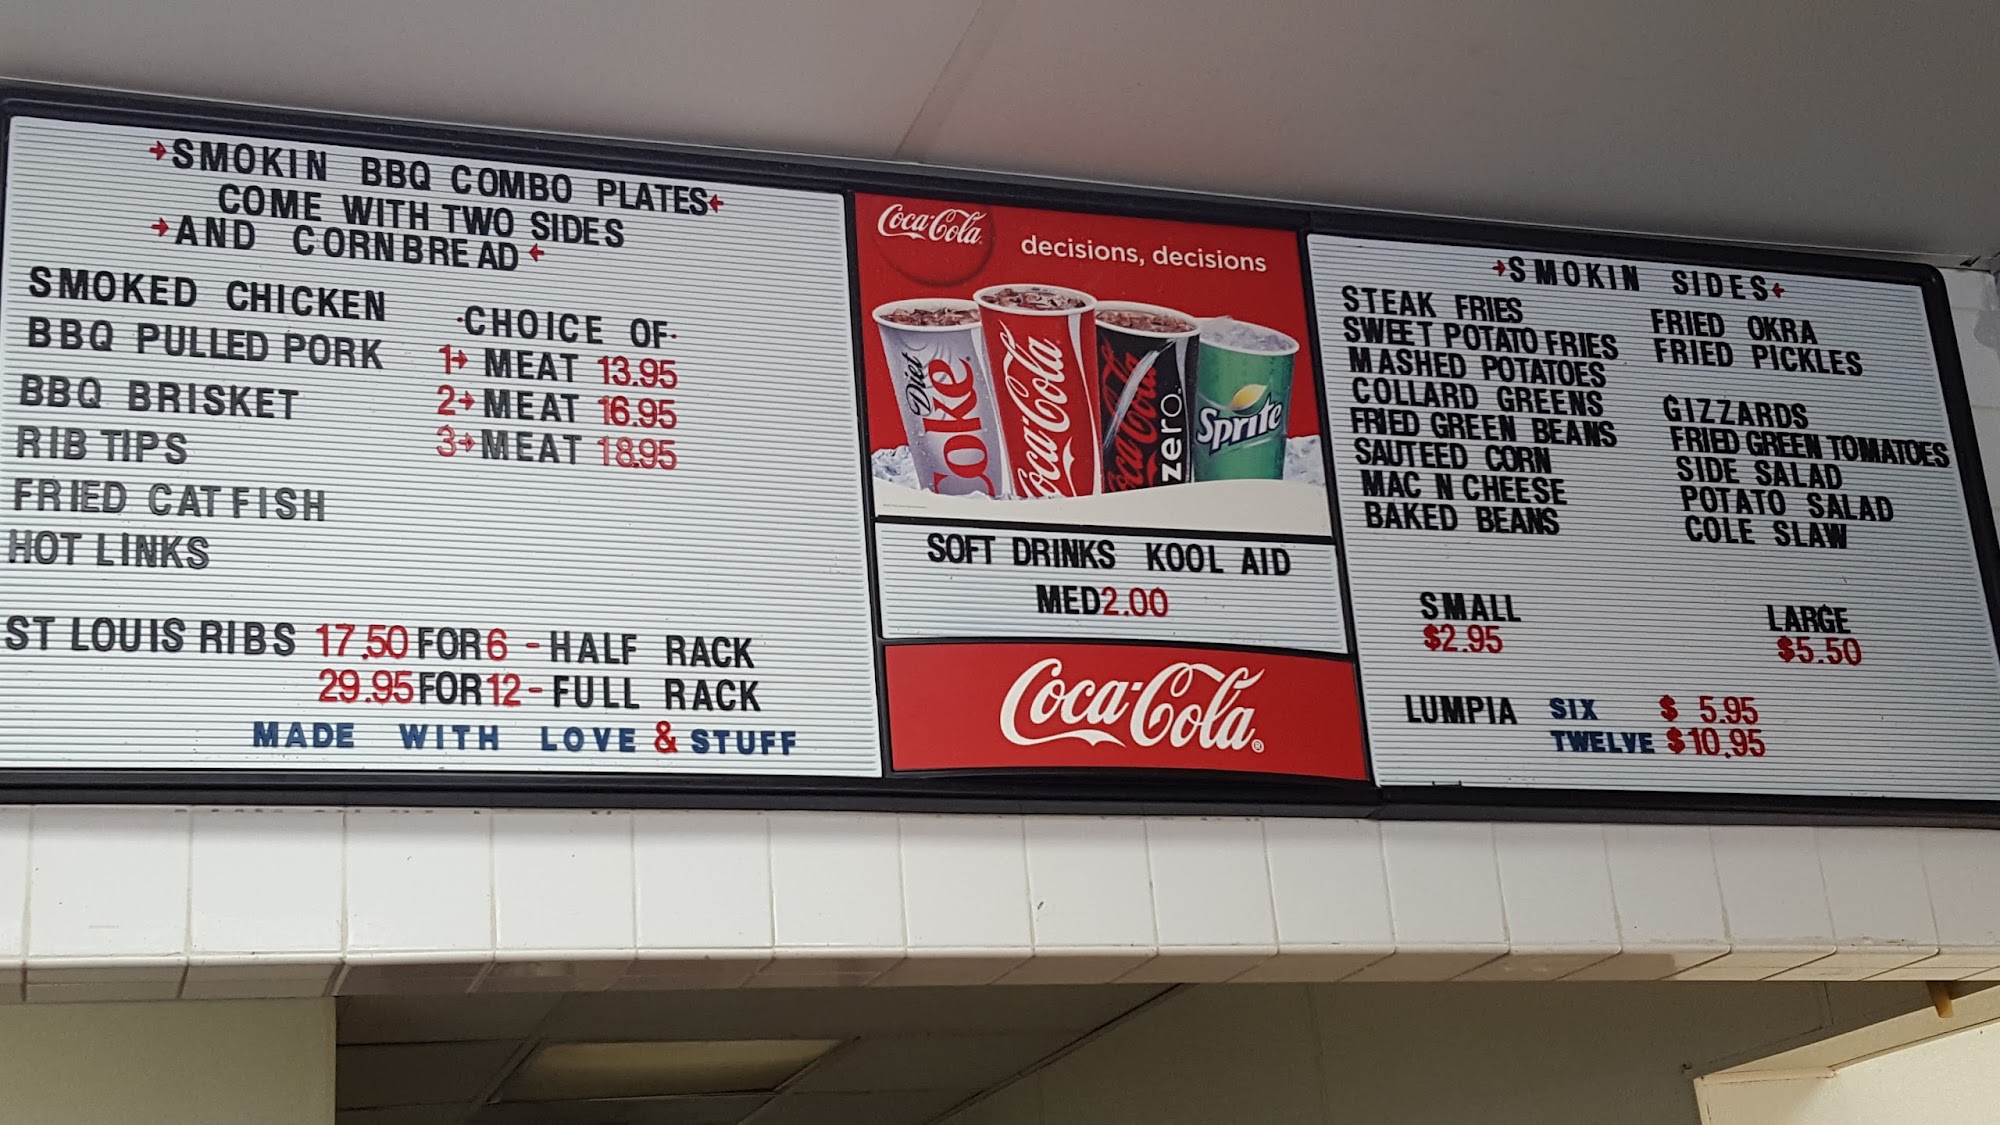 →SMOKIN BBQ COMBO PLATES←
COME WITH TWO SIDES
→AND CORNBREAD←
SMOKED CHICKEN
BBQ PULLED PORK
BBQ BRISKET
RIB TIPS
FRIED CATFISH
HOT LINKS
·CHOICE OF·
1→ MEAT 13.95
2→ MEAT 16.95
3→ MEAT 18.95
ST LOUIS RIBS 17.50 FOR 6 - HALF RACK
29.95 FOR 12 - FULL RACK
MADE WITH LOVE & STUFF
Coca-Cola
decisions, decisions
Diet Coke
Coca-Cola
Coca-Cola zero
Sprite
SOFT DRINKS KOOL AID
MED 2.00
Coca-Cola®
→SMOKIN SIDES←
STEAK FRIES
SWEET POTATO FRIES
MASHED POTATOES
COLLARD GREENS
FRIED GREEN BEANS
SAUTEED CORN
MAC N CHEESE
BAKED BEANS
FRIED OKRA
FRIED PICKLES
GIZZARDS
FRIED GREEN TOMATOES
SIDE SALAD
POTATO SALAD
COLE SLAW
SMALL
$2.95
LARGE
$5.50
LUMPIA SIX $ 5.95
TWELVE $10.95